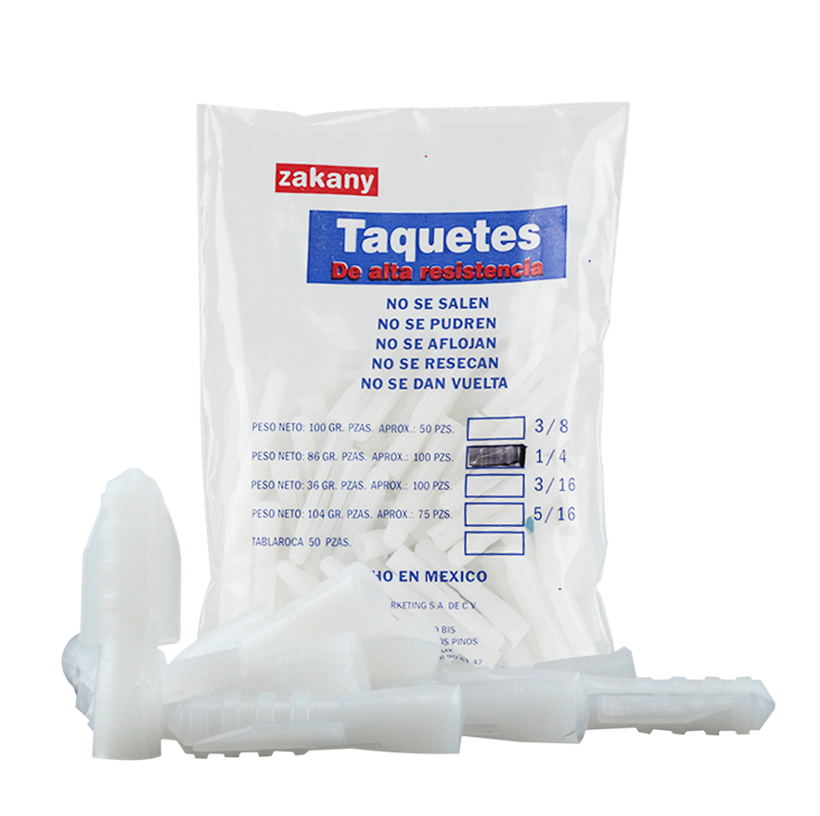 zakany
Taquetes
De alta resistencia
NO SE SALEN
NO SE PUDREN
NO SE AFLOJAN
NO SE RESECAN
NO SE DAN VUELTA
PESO NETO: 100 GR. PZAS. APROX.: 50 PZS. 3/8
PESO NETO: 86 GR. PZAS. APROX.: 100 PZS. 1/4
PESO NETO: 36 GR. PZAS. APROX.: 100 PZS. 3/16
PESO NETO: 104 GR. PZAS. APROX.: 75 PZS. 5/16
TABLAROCA 50 PZAS.
HO EN MEXICO
RKETING S.A. DE C.V.
BIS
OS PINOS